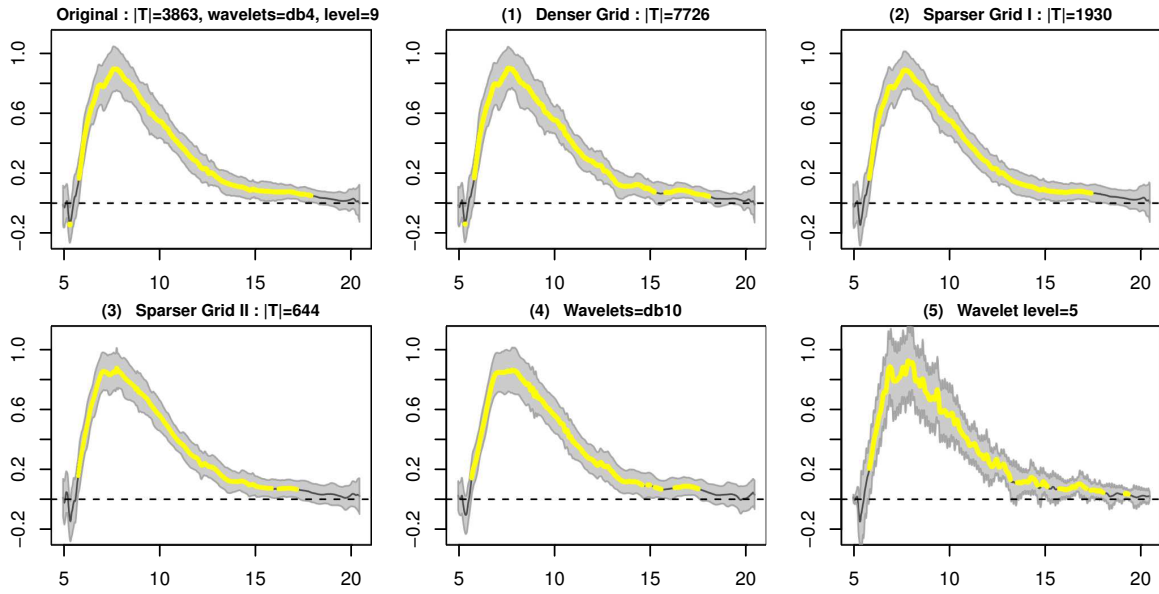 Original : |T|=3863, wavelets=db4, level=9
−0.2 0.2 0.6 1.0
5 10 15 20
(1) Denser Grid : |T|=7726
−0.2 0.2 0.6 1.0
5 10 15 20
(2) Sparser Grid I : |T|=1930
−0.2 0.2 0.6 1.0
5 10 15 20
(3) Sparser Grid II : |T|=644
−0.2 0.2 0.6 1.0
5 10 15 20
(4) Wavelets=db10
−0.2 0.2 0.6 1.0
5 10 15 20
(5) Wavelet level=5
−0.2 0.2 0.6 1.0
5 10 15 20